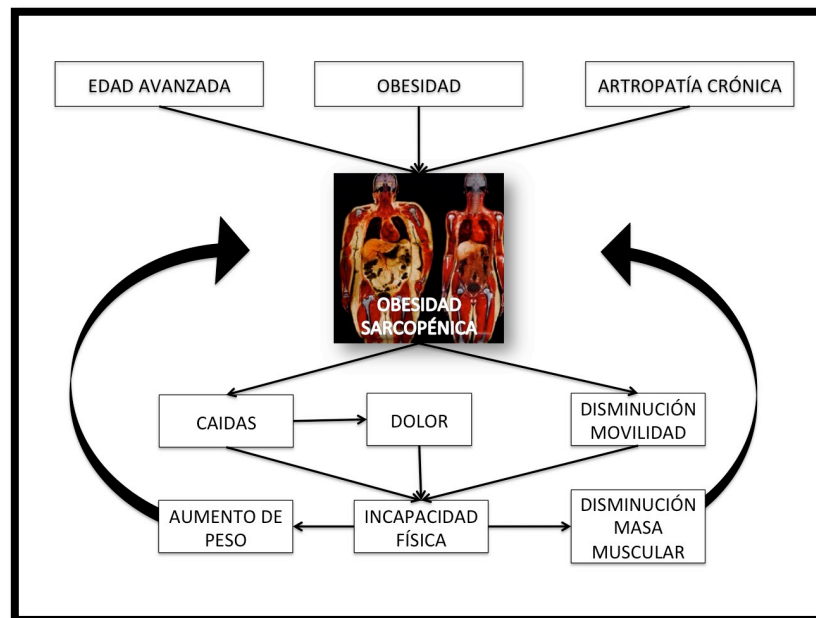 EDAD AVANZADA
OBESIDAD
ARTROPATÍA CRÓNICA
OBESIDAD
SARCOPÉNICA
CAIDAS
DOLOR
DISMINUCIÓN
MOVILIDAD
AUMENTO DE
PESO
INCAPACIDAD
FÍSICA
DISMINUCIÓN
MASA
MUSCULAR